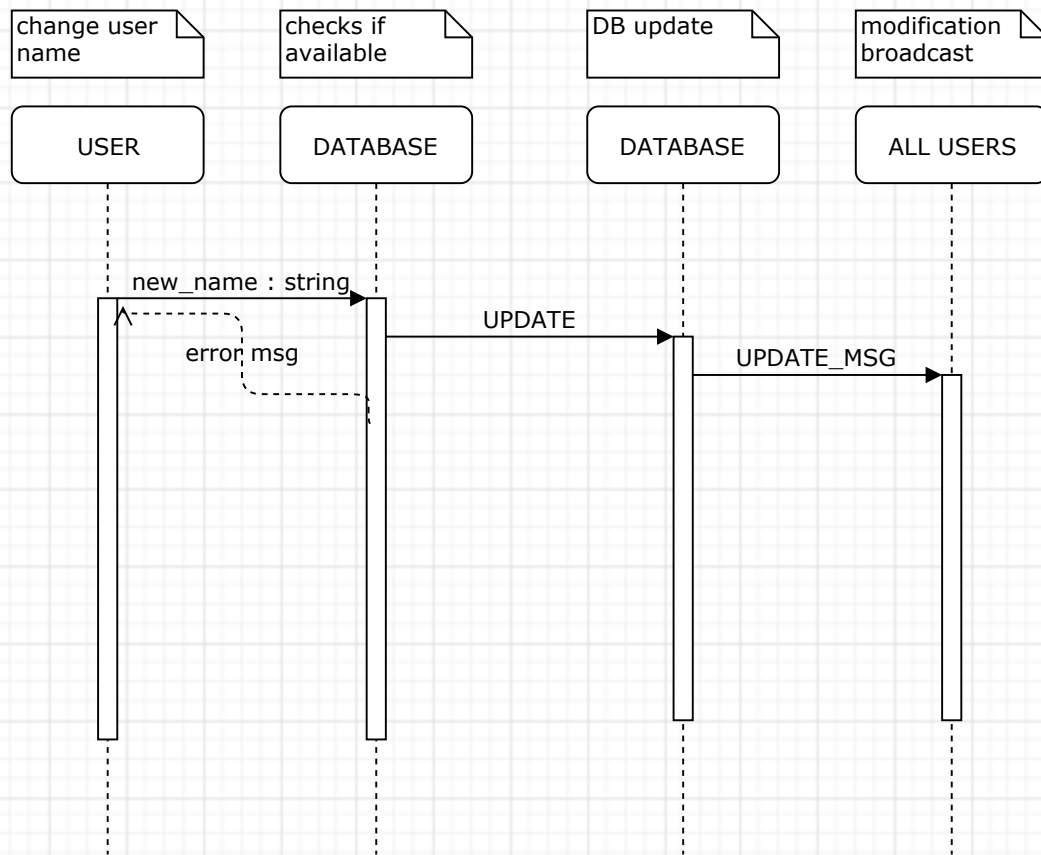 change user
name
checks if
available
DB update
modification
broadcast
USER
DATABASE
DATABASE
ALL USERS
new_name : string
UPDATE
error msg
UPDATE_MSG